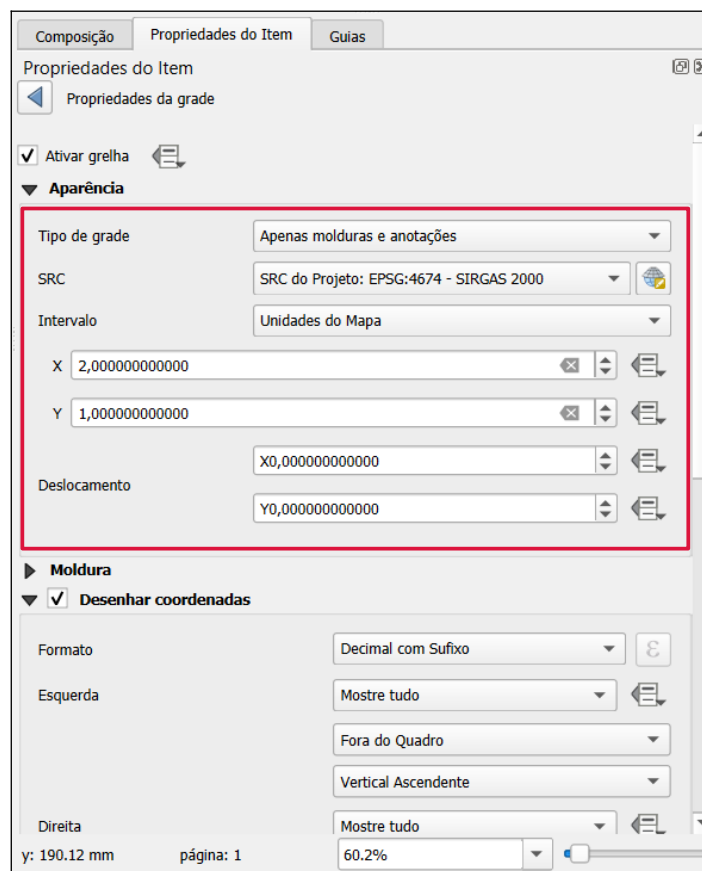 Composição Propriedades do Item Guias
Propriedades do Item
Propriedades da grade
Ativar grelha
Aparência
Tipo de grade Apenas molduras e anotações
SRC SRC do Projeto: EPSG:4674 - SIRGAS 2000
Intervalo Unidades do Mapa
X 2,000000000000
Y 1,000000000000
X0,000000000000
Deslocamento
Y0,000000000000
Moldura
Desenhar coordenadas
Formato Decimal com Sufixo ε
Esquerda Mostre tudo
Fora do Quadro
Vertical Ascendente
Direita Mostre tudo
y: 190.12 mm página: 1 60.2%